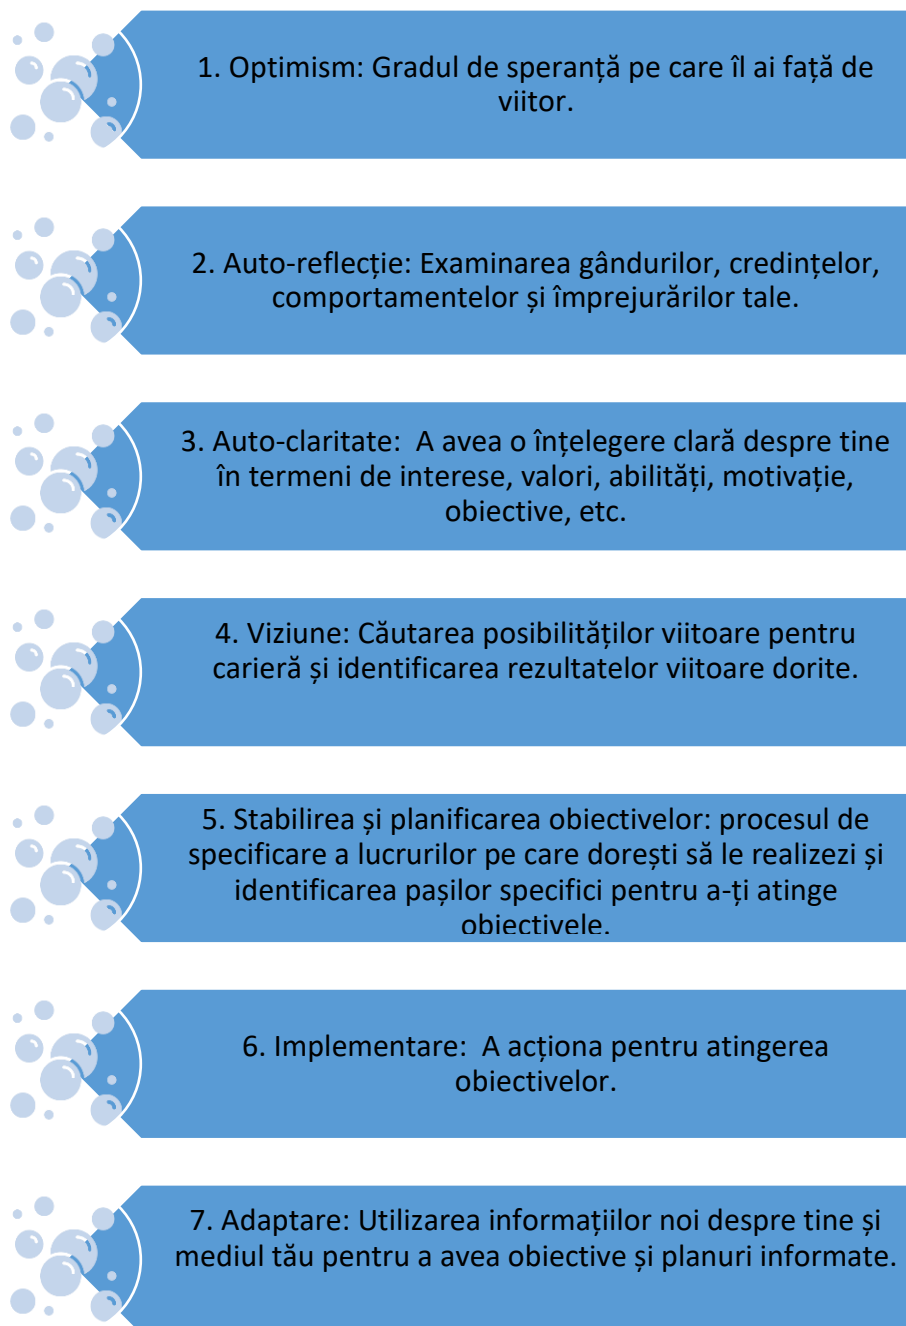 1. Optimism: Gradul de speranță pe care îl ai față de
viitor.
2. Auto-reflecție: Examinarea gândurilor, credințelor,
comportamentelor și împrejurărilor tale.
3. Auto-claritate:  A avea o înțelegere clară despre tine
în termeni de interese, valori, abilități, motivație,
obiective, etc.
4. Viziune: Căutarea posibilităților viitoare pentru
carieră și identificarea rezultatelor viitoare dorite.
5. Stabilirea și planificarea obiectivelor: procesul de
specificare a lucrurilor pe care dorești să le realizezi și
identificarea pașilor specifici pentru a-ți atinge
obiectivele.
6. Implementare:  A acționa pentru atingerea
obiectivelor.
7. Adaptare: Utilizarea informațiilor noi despre tine și
mediul tău pentru a avea obiective și planuri informate.